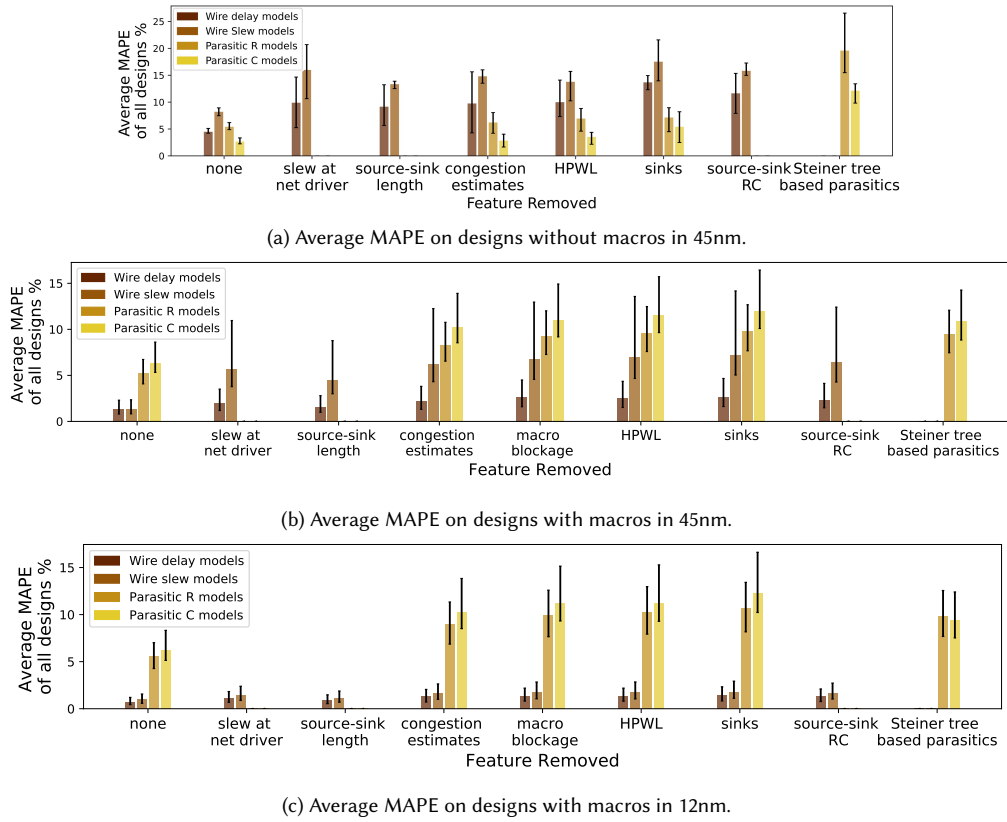 Average MAPE
of all designs %
25
20
15
10
5
0
Wire delay models
Wire Slew models
Parasitic R models
Parasitic C models
none
slew at
net driver
source-sink
length
congestion
estimates
HPWL
sinks
source-sink
RC
Steiner tree
based parasitics
Feature Removed
(a) Average MAPE on designs without macros in 45nm.
Average MAPE
of all designs %
15
10
5
0
Wire delay models
Wire slew models
Parasitic R models
Parasitic C models
none
slew at
net driver
source-sink
length
congestion
estimates
macro
blockage
HPWL
sinks
source-sink
RC
Steiner tree
based parasitics
Feature Removed
(b) Average MAPE on designs with macros in 45nm.
Average MAPE
of all designs %
15
10
5
0
Wire delay models
Wire slew models
Parasitic R models
Parasitic C models
none
slew at
net driver
source-sink
length
congestion
estimates
macro
blockage
HPWL
sinks
source-sink
RC
Steiner tree
based parasitics
Feature Removed
(c) Average MAPE on designs with macros in 12nm.